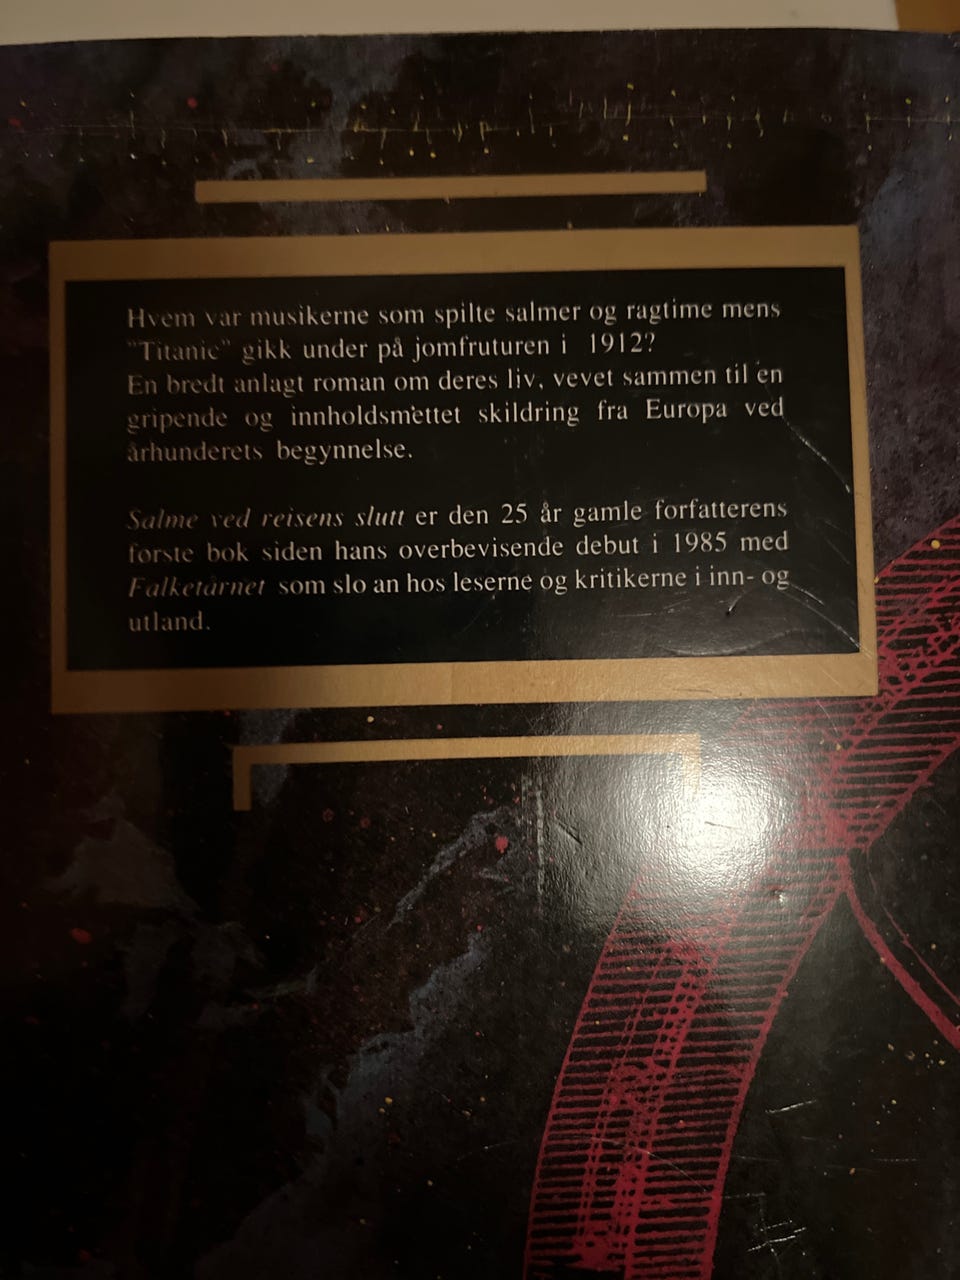 Hvem var musikerne som spilte salmer og ragtime mens
"Titanic" gikk under på jomfruturen i 1912?
En bredt anlagt roman om deres liv, vevet sammen til en
gripende og innholdsmettet skildring fra Europa ved
århunderets begynnelse.
Salme ved reisens slutt er den 25 år gamle forfatterens
første bok siden hans overbevisende debut i 1985 med
Falketårnet som slo an hos leserne og kritikerne i inn- og
utland.